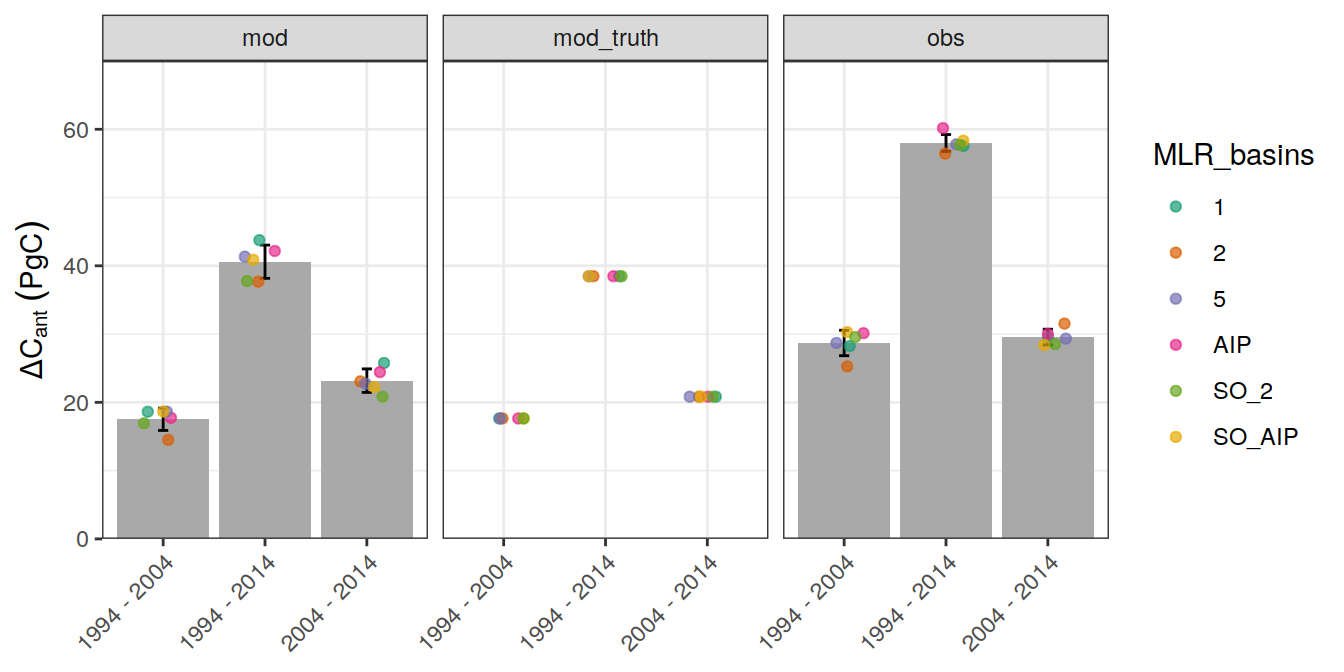 mod
mod_truth
obs
ΔCant (PgC)
60
40
20
0
1994 - 2004
1994 - 2014
2004 - 2014
1994 - 2004
1994 - 2014
2004 - 2014
1994 - 2004
1994 - 2014
2004 - 2014
MLR_basins
1
2
5
AIP
SO_2
SO_AIP